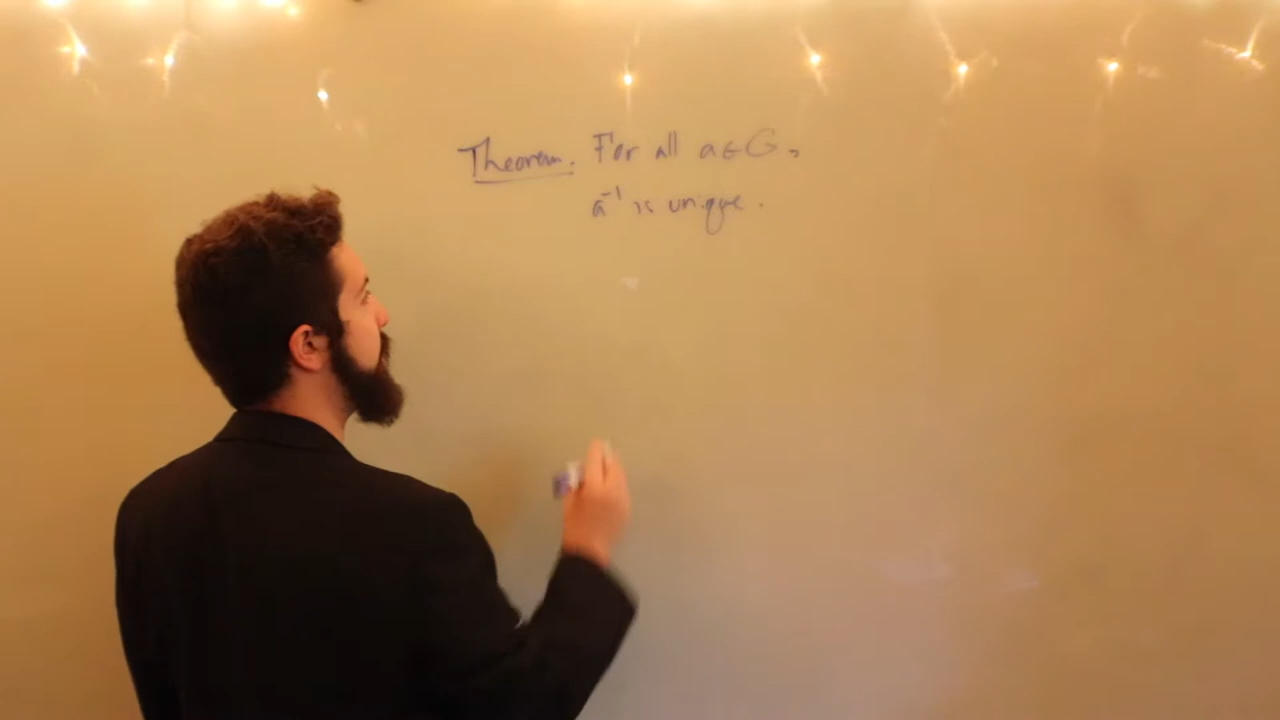 Theorem. For all a∈G,
a⁻¹ is unique.